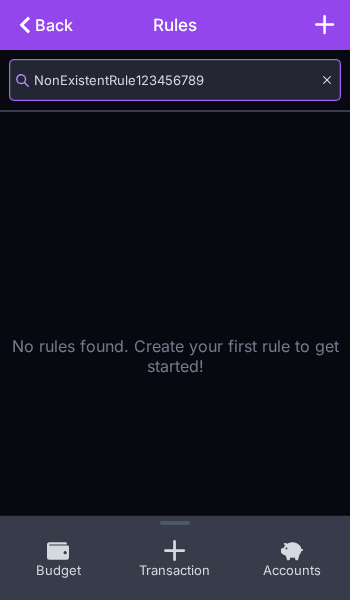 Back
Rules
NonExistentRule123456789
No rules found. Create your first rule to get
started!
Budget
Transaction
Accounts